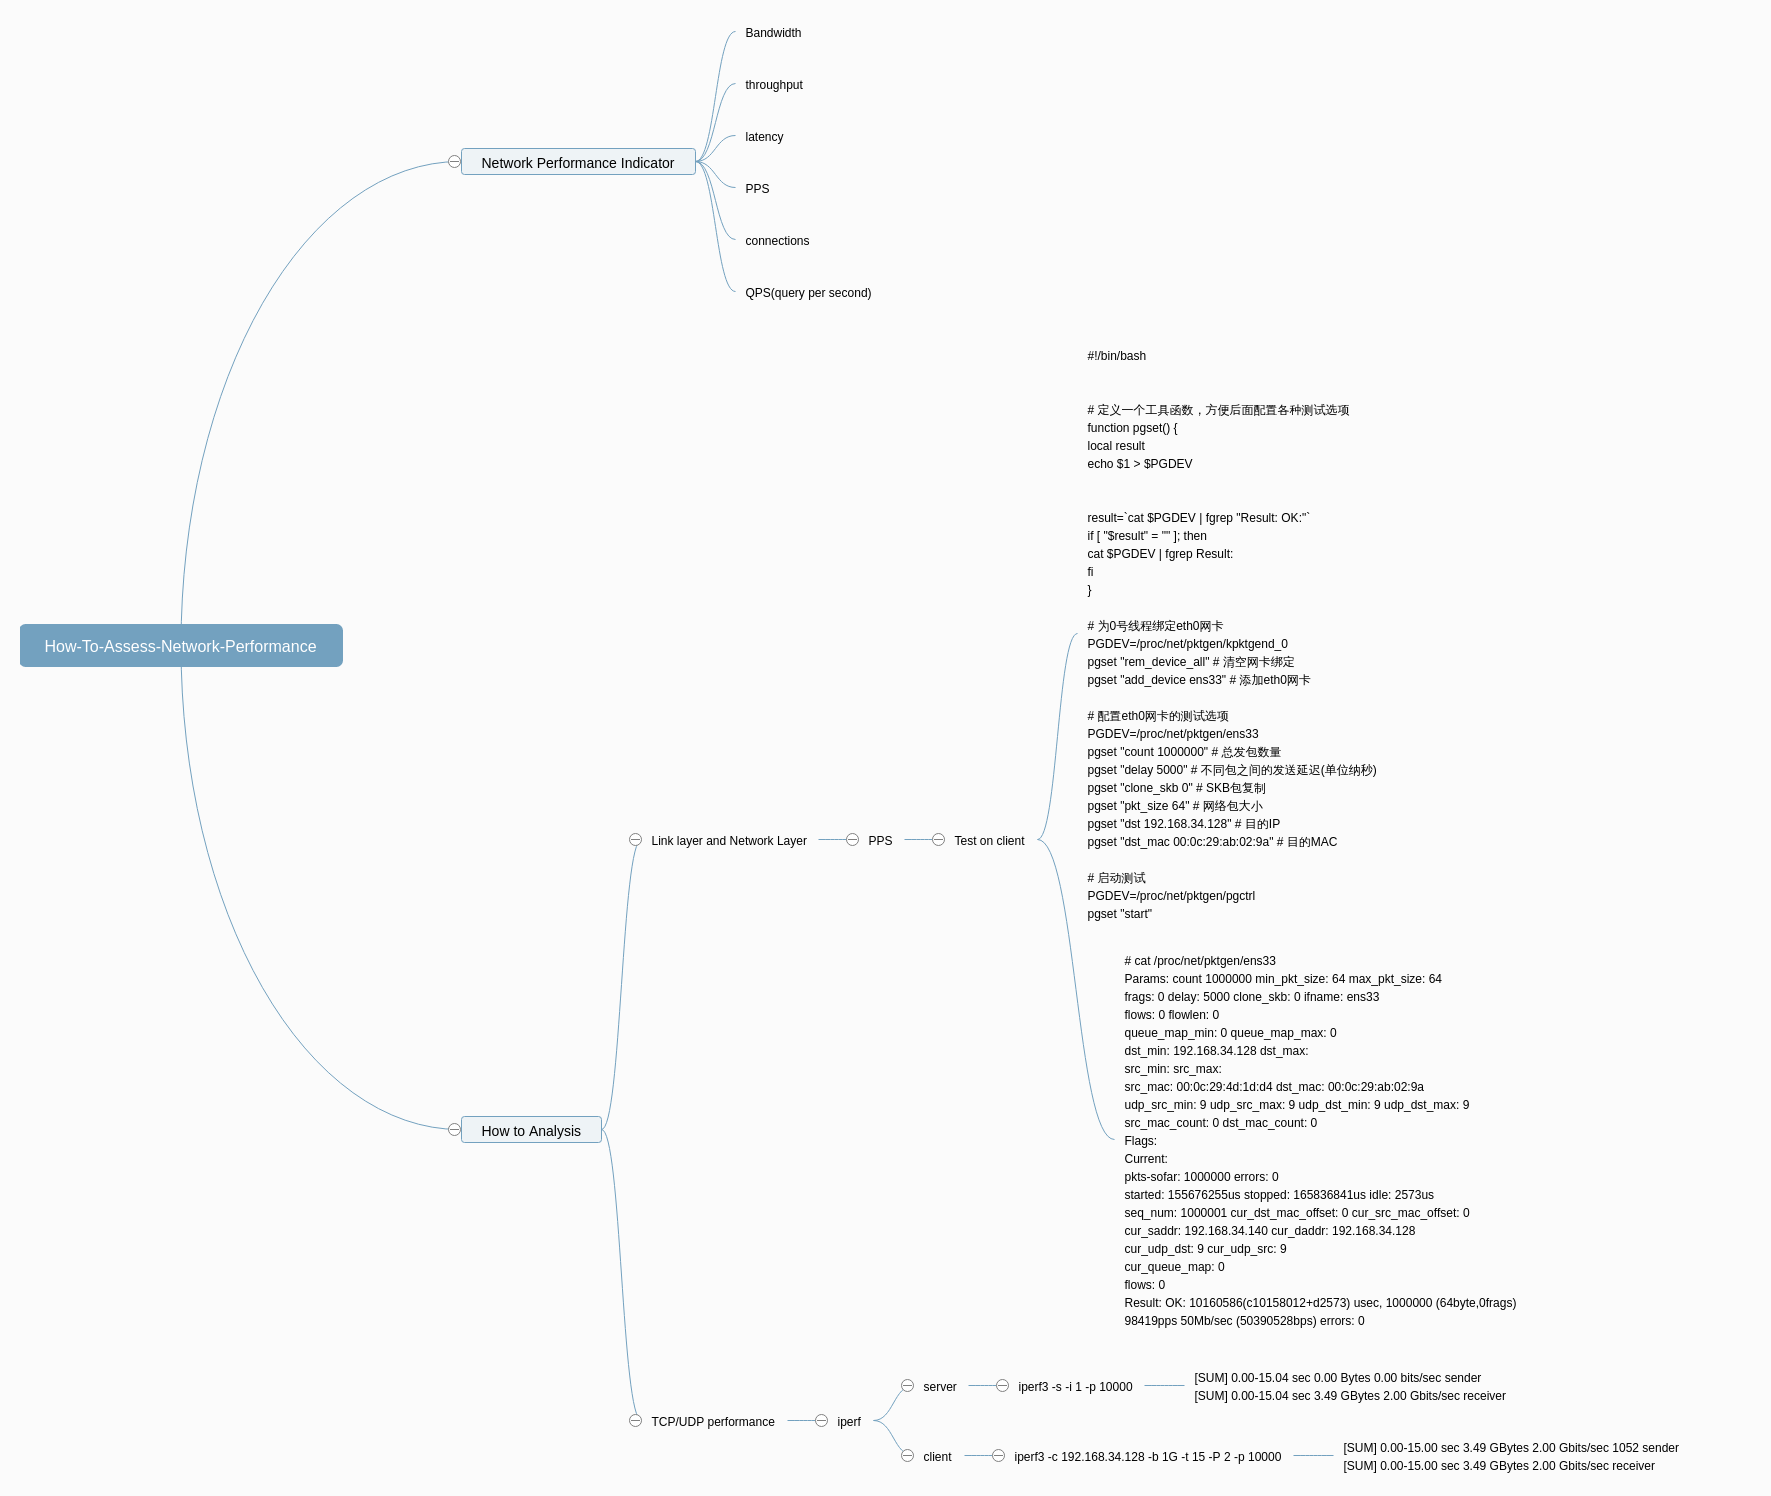 Bandwidth
throughput
latency
Network Performance Indicator
PPS
connections
QPS(query per second)
How-To-Assess-Network-Performance
#!/bin/bash
# 定义一个工具函数，方便后面配置各种测试选项
function pgset() {
local result
echo $1 > $PGDEV
result=`cat $PGDEV | fgrep "Result: OK:"`
if [ "$result" = "" ]; then
cat $PGDEV | fgrep Result:
fi
}
# 为0号线程绑定eth0网卡
PGDEV=/proc/net/pktgen/kpktgend_0
pgset "rem_device_all" # 清空网卡绑定
pgset "add_device ens33" # 添加eth0网卡
# 配置eth0网卡的测试选项
PGDEV=/proc/net/pktgen/ens33
pgset "count 1000000" # 总发包数量
pgset "delay 5000" # 不同包之间的发送延迟(单位纳秒)
pgset "clone_skb 0" # SKB包复制
pgset "pkt_size 64" # 网络包大小
pgset "dst 192.168.34.128" # 目的IP
pgset "dst_mac 00:0c:29:ab:02:9a" # 目的MAC
# 启动测试
PGDEV=/proc/net/pktgen/pgctrl
pgset "start"
Link layer and Network Layer
PPS
Test on client
# cat /proc/net/pktgen/ens33
Params: count 1000000 min_pkt_size: 64 max_pkt_size: 64
frags: 0 delay: 5000 clone_skb: 0 ifname: ens33
flows: 0 flowlen: 0
queue_map_min: 0 queue_map_max: 0
dst_min: 192.168.34.128 dst_max:
src_min: src_max:
src_mac: 00:0c:29:4d:1d:d4 dst_mac: 00:0c:29:ab:02:9a
udp_src_min: 9 udp_src_max: 9 udp_dst_min: 9 udp_dst_max: 9
src_mac_count: 0 dst_mac_count: 0
Flags:
Current:
pkts-sofar: 1000000 errors: 0
started: 155676255us stopped: 165836841us idle: 2573us
seq_num: 1000001 cur_dst_mac_offset: 0 cur_src_mac_offset: 0
cur_saddr: 192.168.34.140 cur_daddr: 192.168.34.128
cur_udp_dst: 9 cur_udp_src: 9
cur_queue_map: 0
flows: 0
Result: OK: 10160586(c10158012+d2573) usec, 1000000 (64byte,0frags)
98419pps 50Mb/sec (50390528bps) errors: 0
How to Analysis
TCP/UDP performance
iperf
server
iperf3 -s -i 1 -p 10000
[SUM] 0.00-15.04 sec 0.00 Bytes 0.00 bits/sec sender
[SUM] 0.00-15.04 sec 3.49 GBytes 2.00 Gbits/sec receiver
client
iperf3 -c 192.168.34.128 -b 1G -t 15 -P 2 -p 10000
[SUM] 0.00-15.00 sec 3.49 GBytes 2.00 Gbits/sec 1052 sender
[SUM] 0.00-15.00 sec 3.49 GBytes 2.00 Gbits/sec receiver